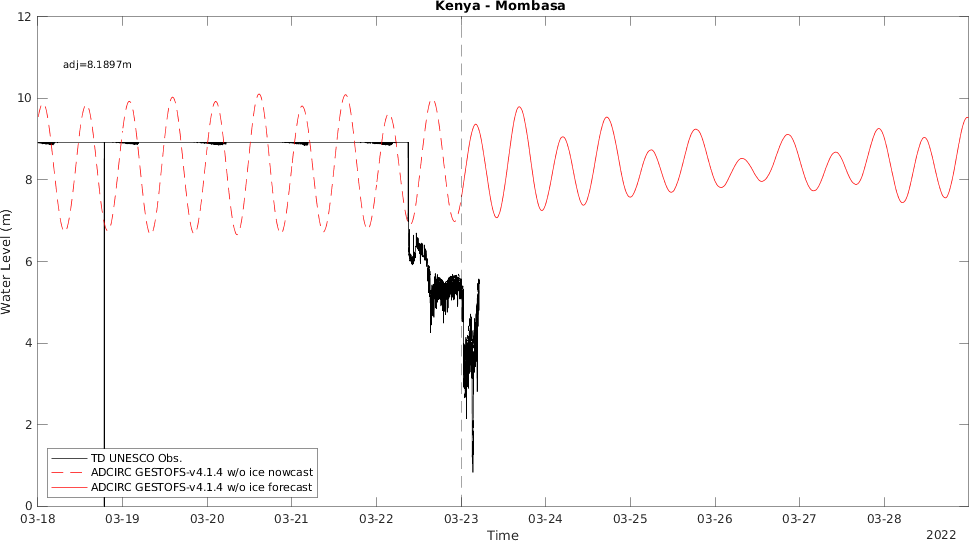 Kenya - Mombasa
12
adj=8.1897m
10
8
6
4
2
0
Water Level (m)
TD UNESCO Obs.
ADCIRC GESTOFS-v4.1.4 w/o ice nowcast
ADCIRC GESTOFS-v4.1.4 w/o ice forecast
03-18 03-19 03-20 03-21 03-22 03-23 03-24 03-25 03-26 03-27 03-28
Time
2022